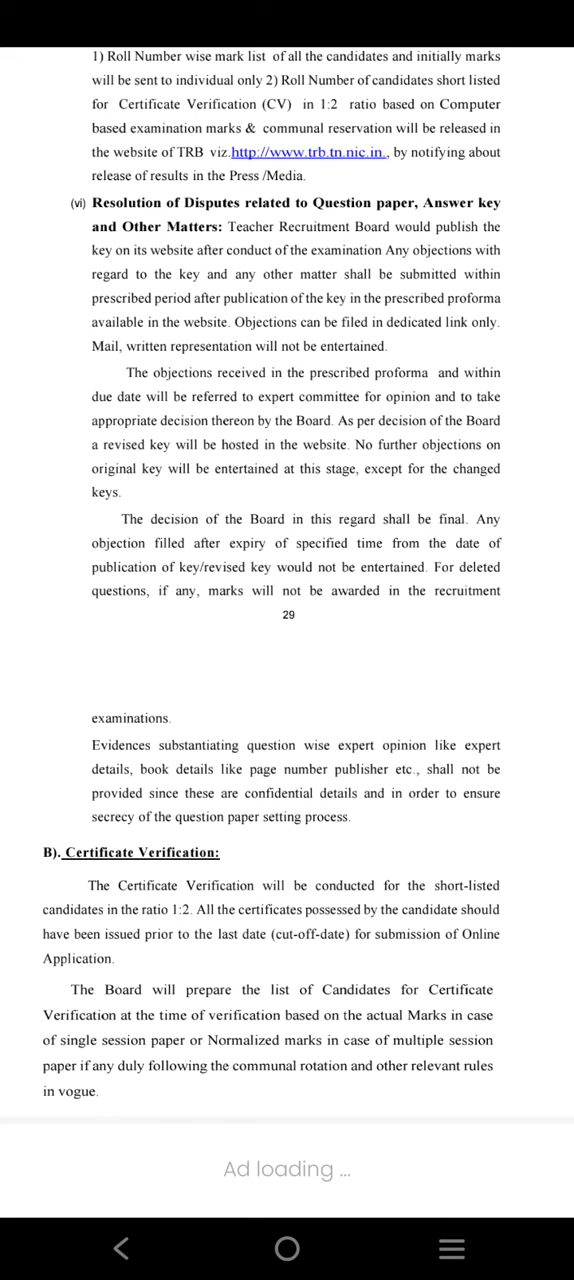 1) Roll Number wise mark list of all the candidates and initially marks
will be sent to individual only 2) Roll Number of candidates short listed
for Certificate Verification (CV) in 1:2 ratio based on Computer
based examination marks & communal reservation will be released in
the website of TRB viz.http://www.trb.tn.nic.in., by notifying about
release of results in the Press /Media.
(vi) Resolution of Disputes related to Question paper, Answer key
and Other Matters: Teacher Recruitment Board would publish the
key on its website after conduct of the examination Any objections with
regard to the key and any other matter shall be submitted within
prescribed period after publication of the key in the prescribed proforma
available in the website. Objections can be filed in dedicated link only.
Mail, written representation will not be entertained.
The objections received in the prescribed proforma and within
due date will be referred to expert committee for opinion and to take
appropriate decision thereon by the Board. As per decision of the Board
a revised key will be hosted in the website. No further objections on
original key will be entertained at this stage, except for the changed
keys.
The decision of the Board in this regard shall be final. Any
objection filled after expiry of specified time from the date of
publication of key/revised key would not be entertained. For deleted
questions, if any, marks will not be awarded in the recruitment
29
examinations.
Evidences substantiating question wise expert opinion like expert
details, book details like page number publisher etc., shall not be
provided since these are confidential details and in order to ensure
secrecy of the question paper setting process.
B). Certificate Verification:
The Certificate Verification will be conducted for the short-listed
candidates in the ratio 1:2. All the certificates possessed by the candidate should
have been issued prior to the last date (cut-off-date) for submission of Online
Application.
The Board will prepare the list of Candidates for Certificate
Verification at the time of verification based on the actual Marks in case
of single session paper or Normalized marks in case of multiple session
paper if any duly following the communal rotation and other relevant rules
in vogue.
Ad loading ...